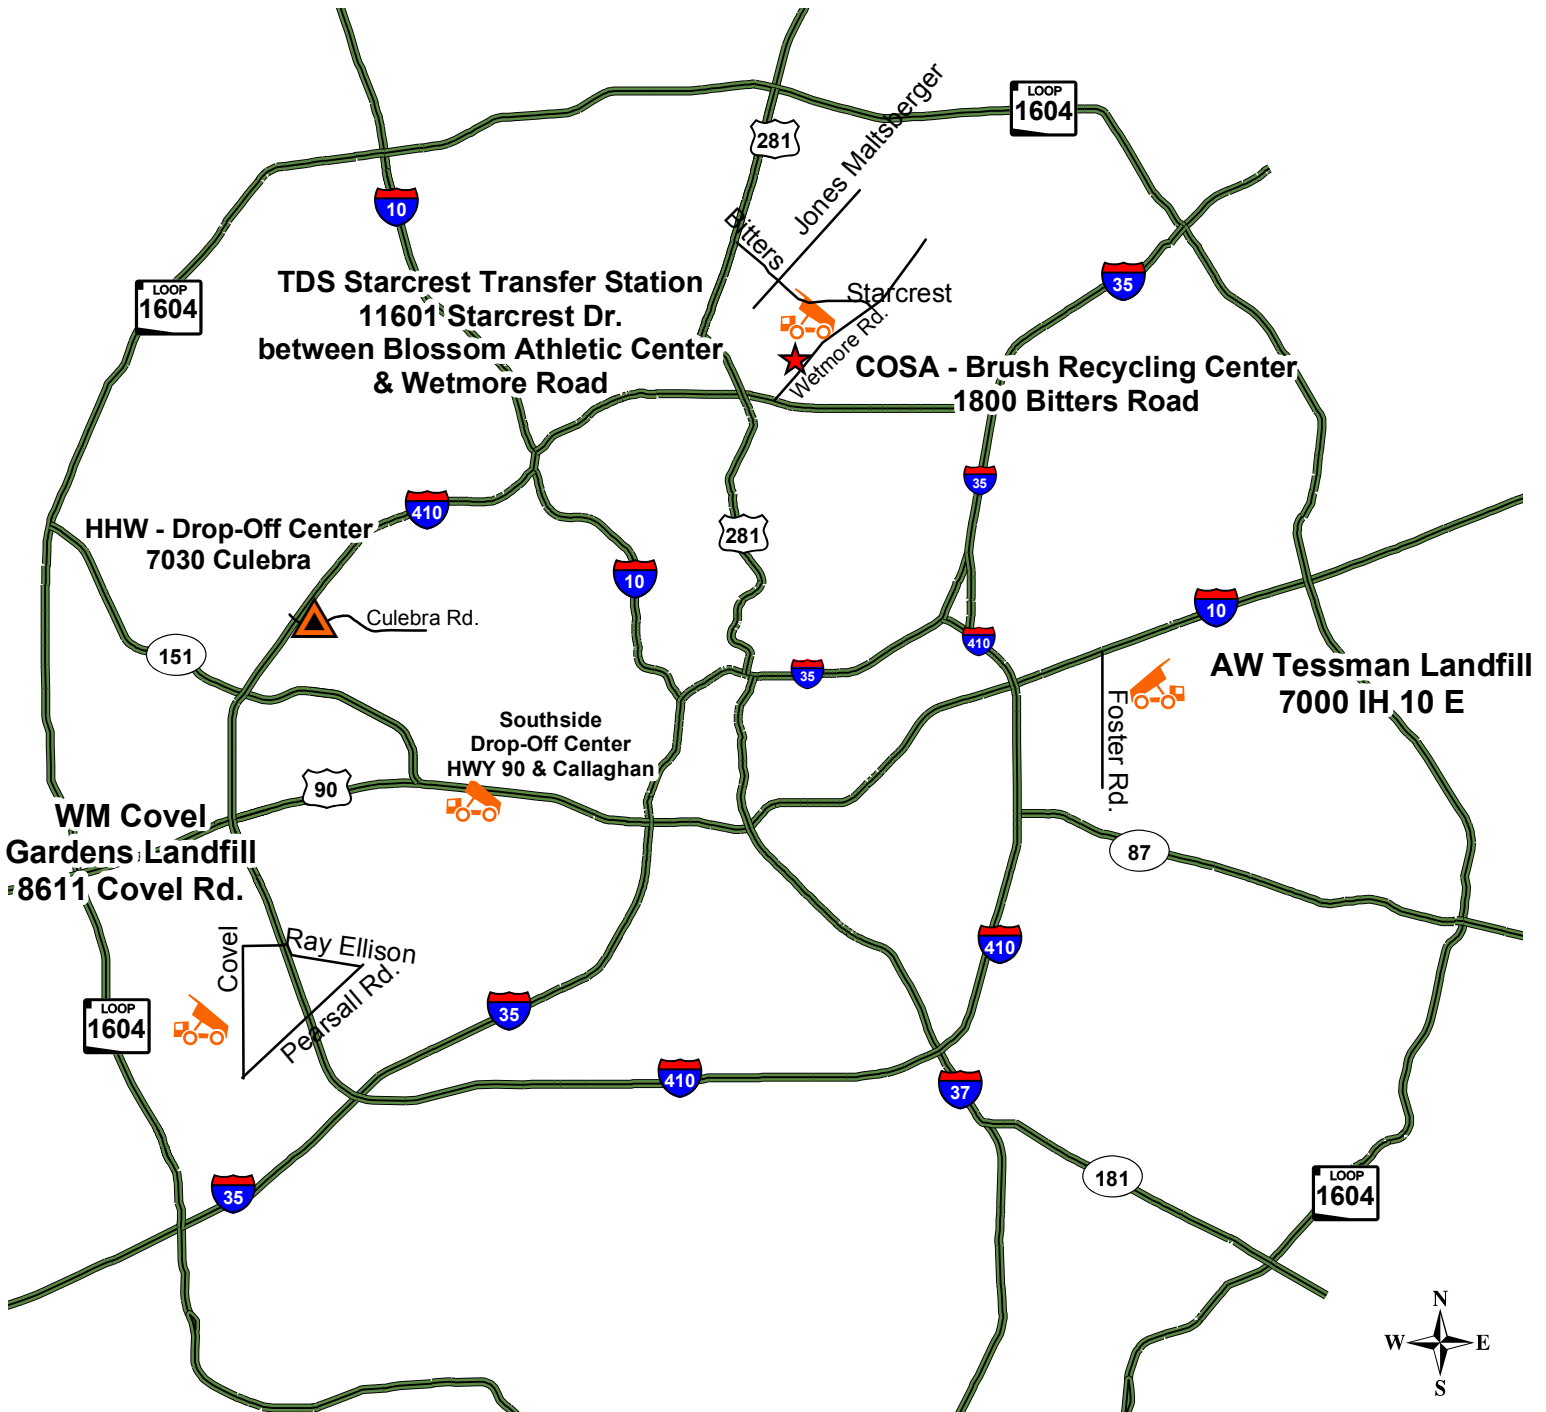 LOOP
1604
281
Jones Maltsberger
10
Bitters
LOOP
1604
35
TDS Starcrest Transfer Station
11601 Starcrest Dr.
between Blossom Athletic Center
& Wetmore Road
Starcrest
Wetmore Rd.
COSA - Brush Recycling Center
1800 Bitters Road
35
410
HHW - Drop-Off Center
7030 Culebra
281
10
10
Culebra Rd.
410
151
35
AW Tessman Landfill
7000 IH 10 E
Foster Rd.
Southside
Drop-Off Center
HWY 90 & Callaghan
90
WM Covel
Gardens Landfill
8611 Covel Rd.
87
410
Covel
Ray Ellison
Pearsall Rd.
LOOP
1604
35
410
37
181
LOOP
1604
35
N
W
E
S